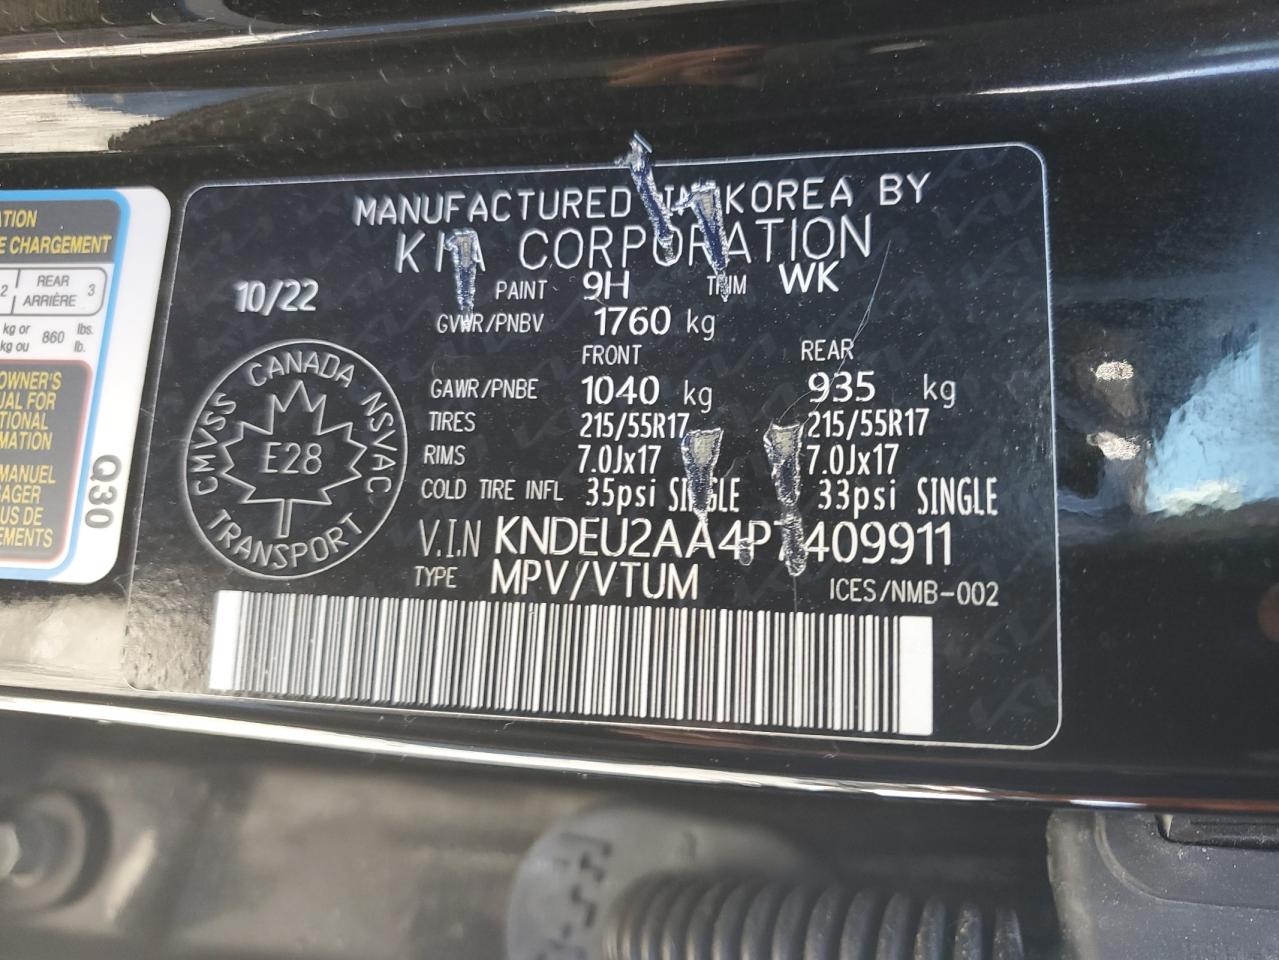 ATION
E CHARGEMENT
2 REAR ARRIÈRE 3
kg or
kg ou 860 lbs. lb.
OWNER'S
UAL FOR
TIONAL
MATION
MANUEL
SAGER
US DE
EMENTS
Q30
MANUFACTURED IN KOREA BY
KIA CORPORATION
10/22 PAINT 9H TRIM WK
GVWR/PNBV 1760 kg
FRONT REAR
GAWR/PNBE 1040 kg 935 kg
TIRES 215/55R17 215/55R17
RIMS 7.0Jx17 7.0Jx17
COLD TIRE INFL 35psi SINGLE 33psi SINGLE
V.I.N KNDEU2AA4P7409911
TYPE MPV/VTUM ICES/NMB-002
CANADA
CMVSS NSVAC
E28
TRANSPORT